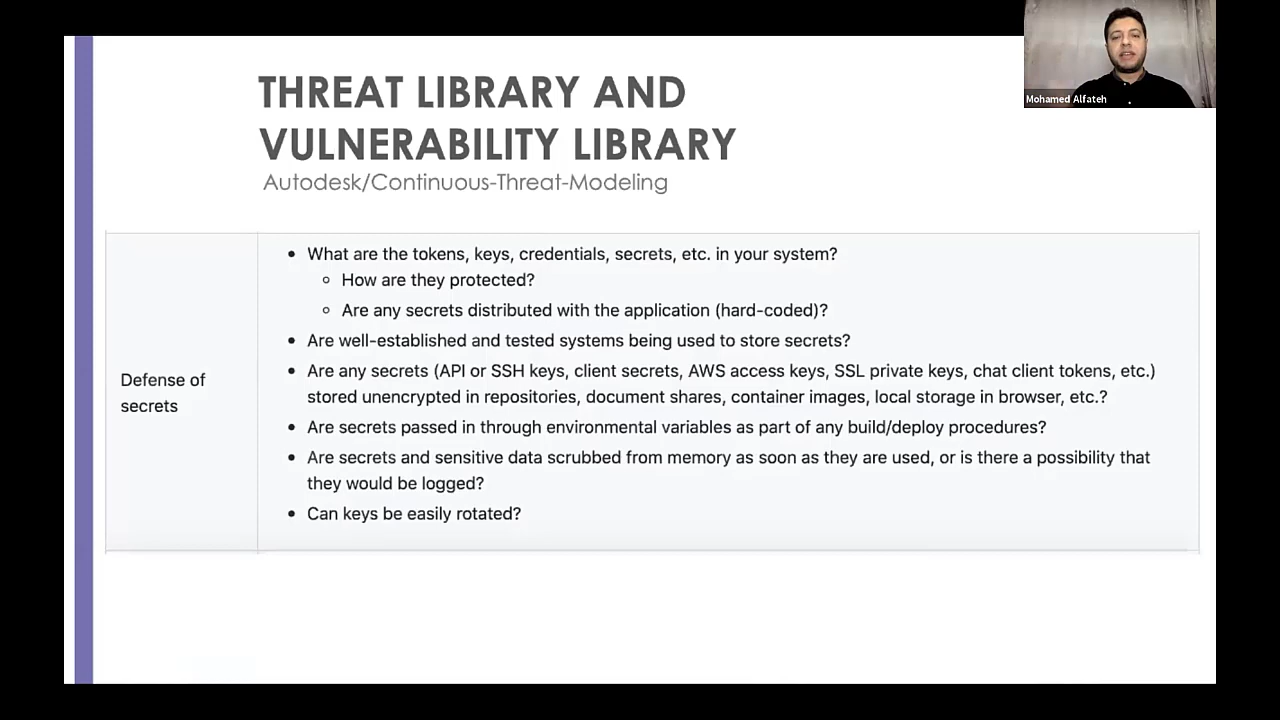 THREAT LIBRARY AND
VULNERABILITY LIBRARY
Autodesk/Continuous-Threat-Modeling
Mohamed Alfateh
Defense of
secrets
• What are the tokens, keys, credentials, secrets, etc. in your system?
○ How are they protected?
○ Are any secrets distributed with the application (hard-coded)?
• Are well-established and tested systems being used to store secrets?
• Are any secrets (API or SSH keys, client secrets, AWS access keys, SSL private keys, chat client tokens, etc.)
stored unencrypted in repositories, document shares, container images, local storage in browser, etc.?
• Are secrets passed in through environmental variables as part of any build/deploy procedures?
• Are secrets and sensitive data scrubbed from memory as soon as they are used, or is there a possibility that
they would be logged?
• Can keys be easily rotated?